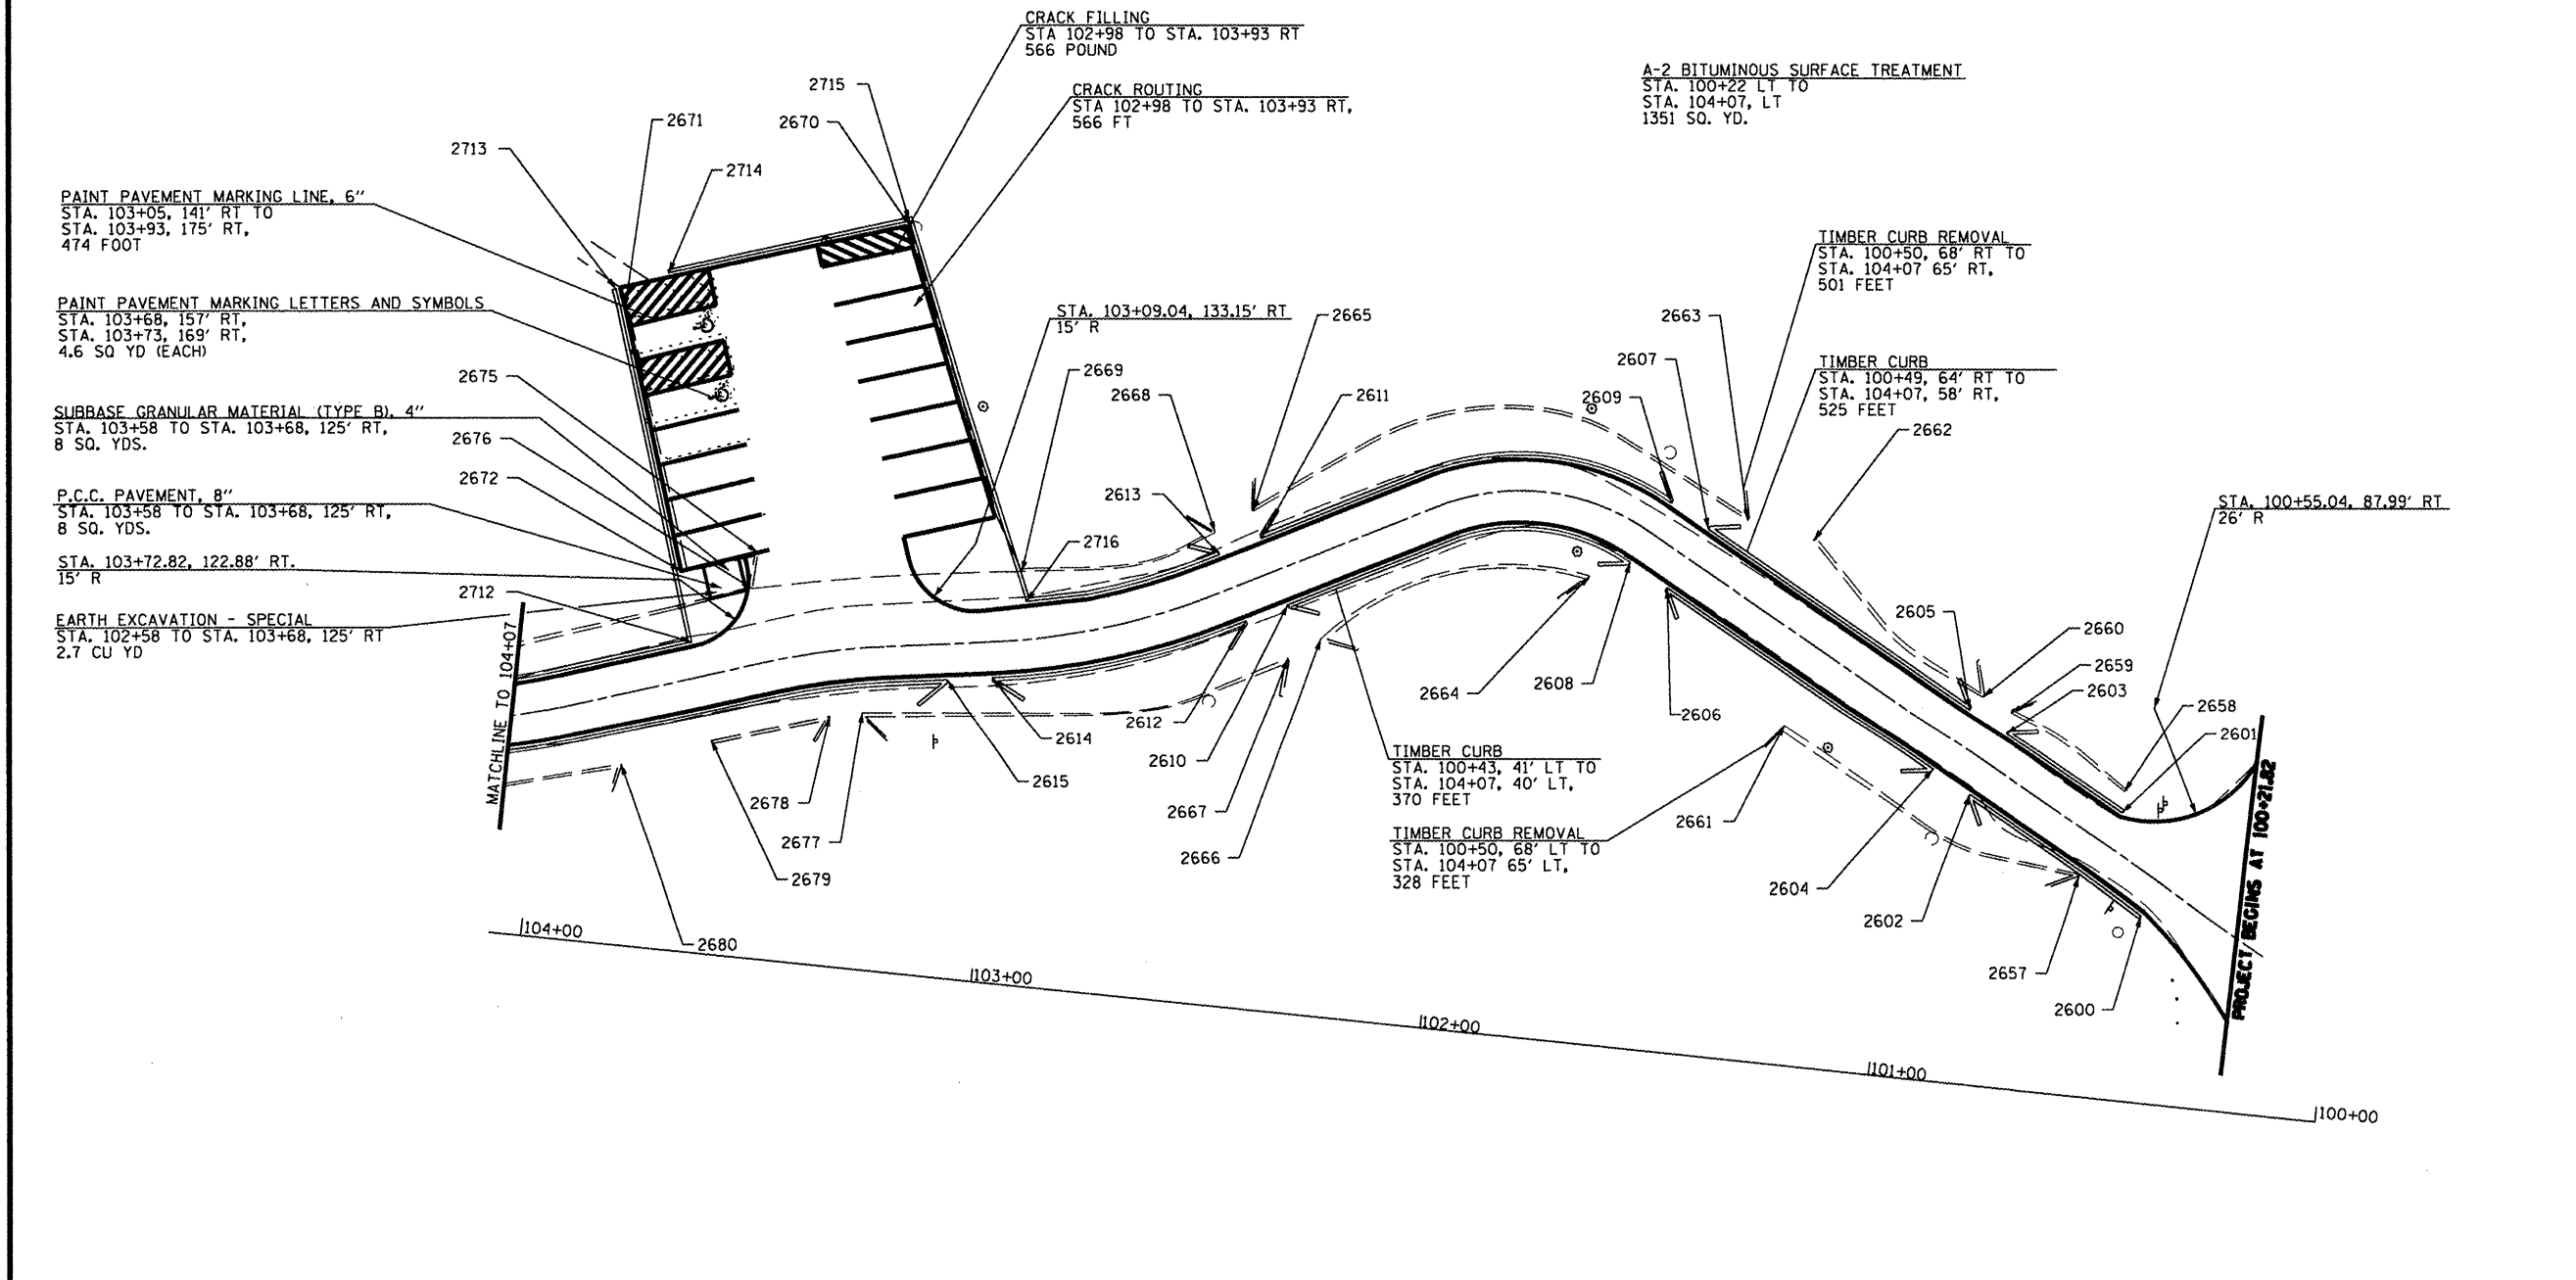 CRACK FILLING
STA 102+98 TO STA. 103+93 RT
566 POUND
CRACK ROUTING
STA 102+98 TO STA. 103+93 RT,
566 FT
A-2 BITUMINOUS SURFACE TREATMENT
STA. 100+22 LT TO
STA. 104+07, LT
1351 SQ. YD.
2715
2670
2671
2713
2714
PAINT PAVEMENT MARKING LINE, 6"
STA. 103+05, 141' RT TO
STA. 103+93, 175' RT,
474 FOOT
PAINT PAVEMENT MARKING LETTERS AND SYMBOLS
STA. 103+68, 157' RT,
STA. 103+73, 169' RT,
4.6 SQ YD (EACH)
2675
SUBBASE GRANULAR MATERIAL (TYPE B), 4"
STA. 103+58 TO STA. 103+68, 125' RT,
8 SQ. YDS.
2676
2672
P.C.C. PAVEMENT, 8"
STA. 103+58 TO STA. 103+68, 125' RT,
8 SQ. YDS.
STA. 103+72.82, 122.88' RT.
15' R
2712
EARTH EXCAVATION - SPECIAL
STA. 102+58 TO STA. 103+68, 125' RT
2.7 CU YD
STA. 103+09.04, 133.15' RT
15' R
2669
2668
2665
2611
2613
2716
2663
2607
2609
TIMBER CURB REMOVAL
STA. 100+50, 68' RT TO
STA. 104+07 65' RT,
501 FEET
TIMBER CURB
STA. 100+49, 64' RT TO
STA. 104+07, 58' RT,
525 FEET
2662
STA. 100+55.04, 87.99' RT
26' R
2605
2660
2659
2603
2658
2601
MATCHLINE TO 104+07
2664
2608
2606
2612
2610
2614
2615
2678
2677
2679
2680
2667
2666
TIMBER CURB
STA. 100+43, 41' LT TO
STA. 104+07, 40' LT,
370 FEET
TIMBER CURB REMOVAL
STA. 100+50, 68' LT TO
STA. 104+07 65' LT,
328 FEET
2661
2604
2602
2657
2600
PROJECT BEGINS AT 100+21.82
104+00
103+00
102+00
101+00
100+00